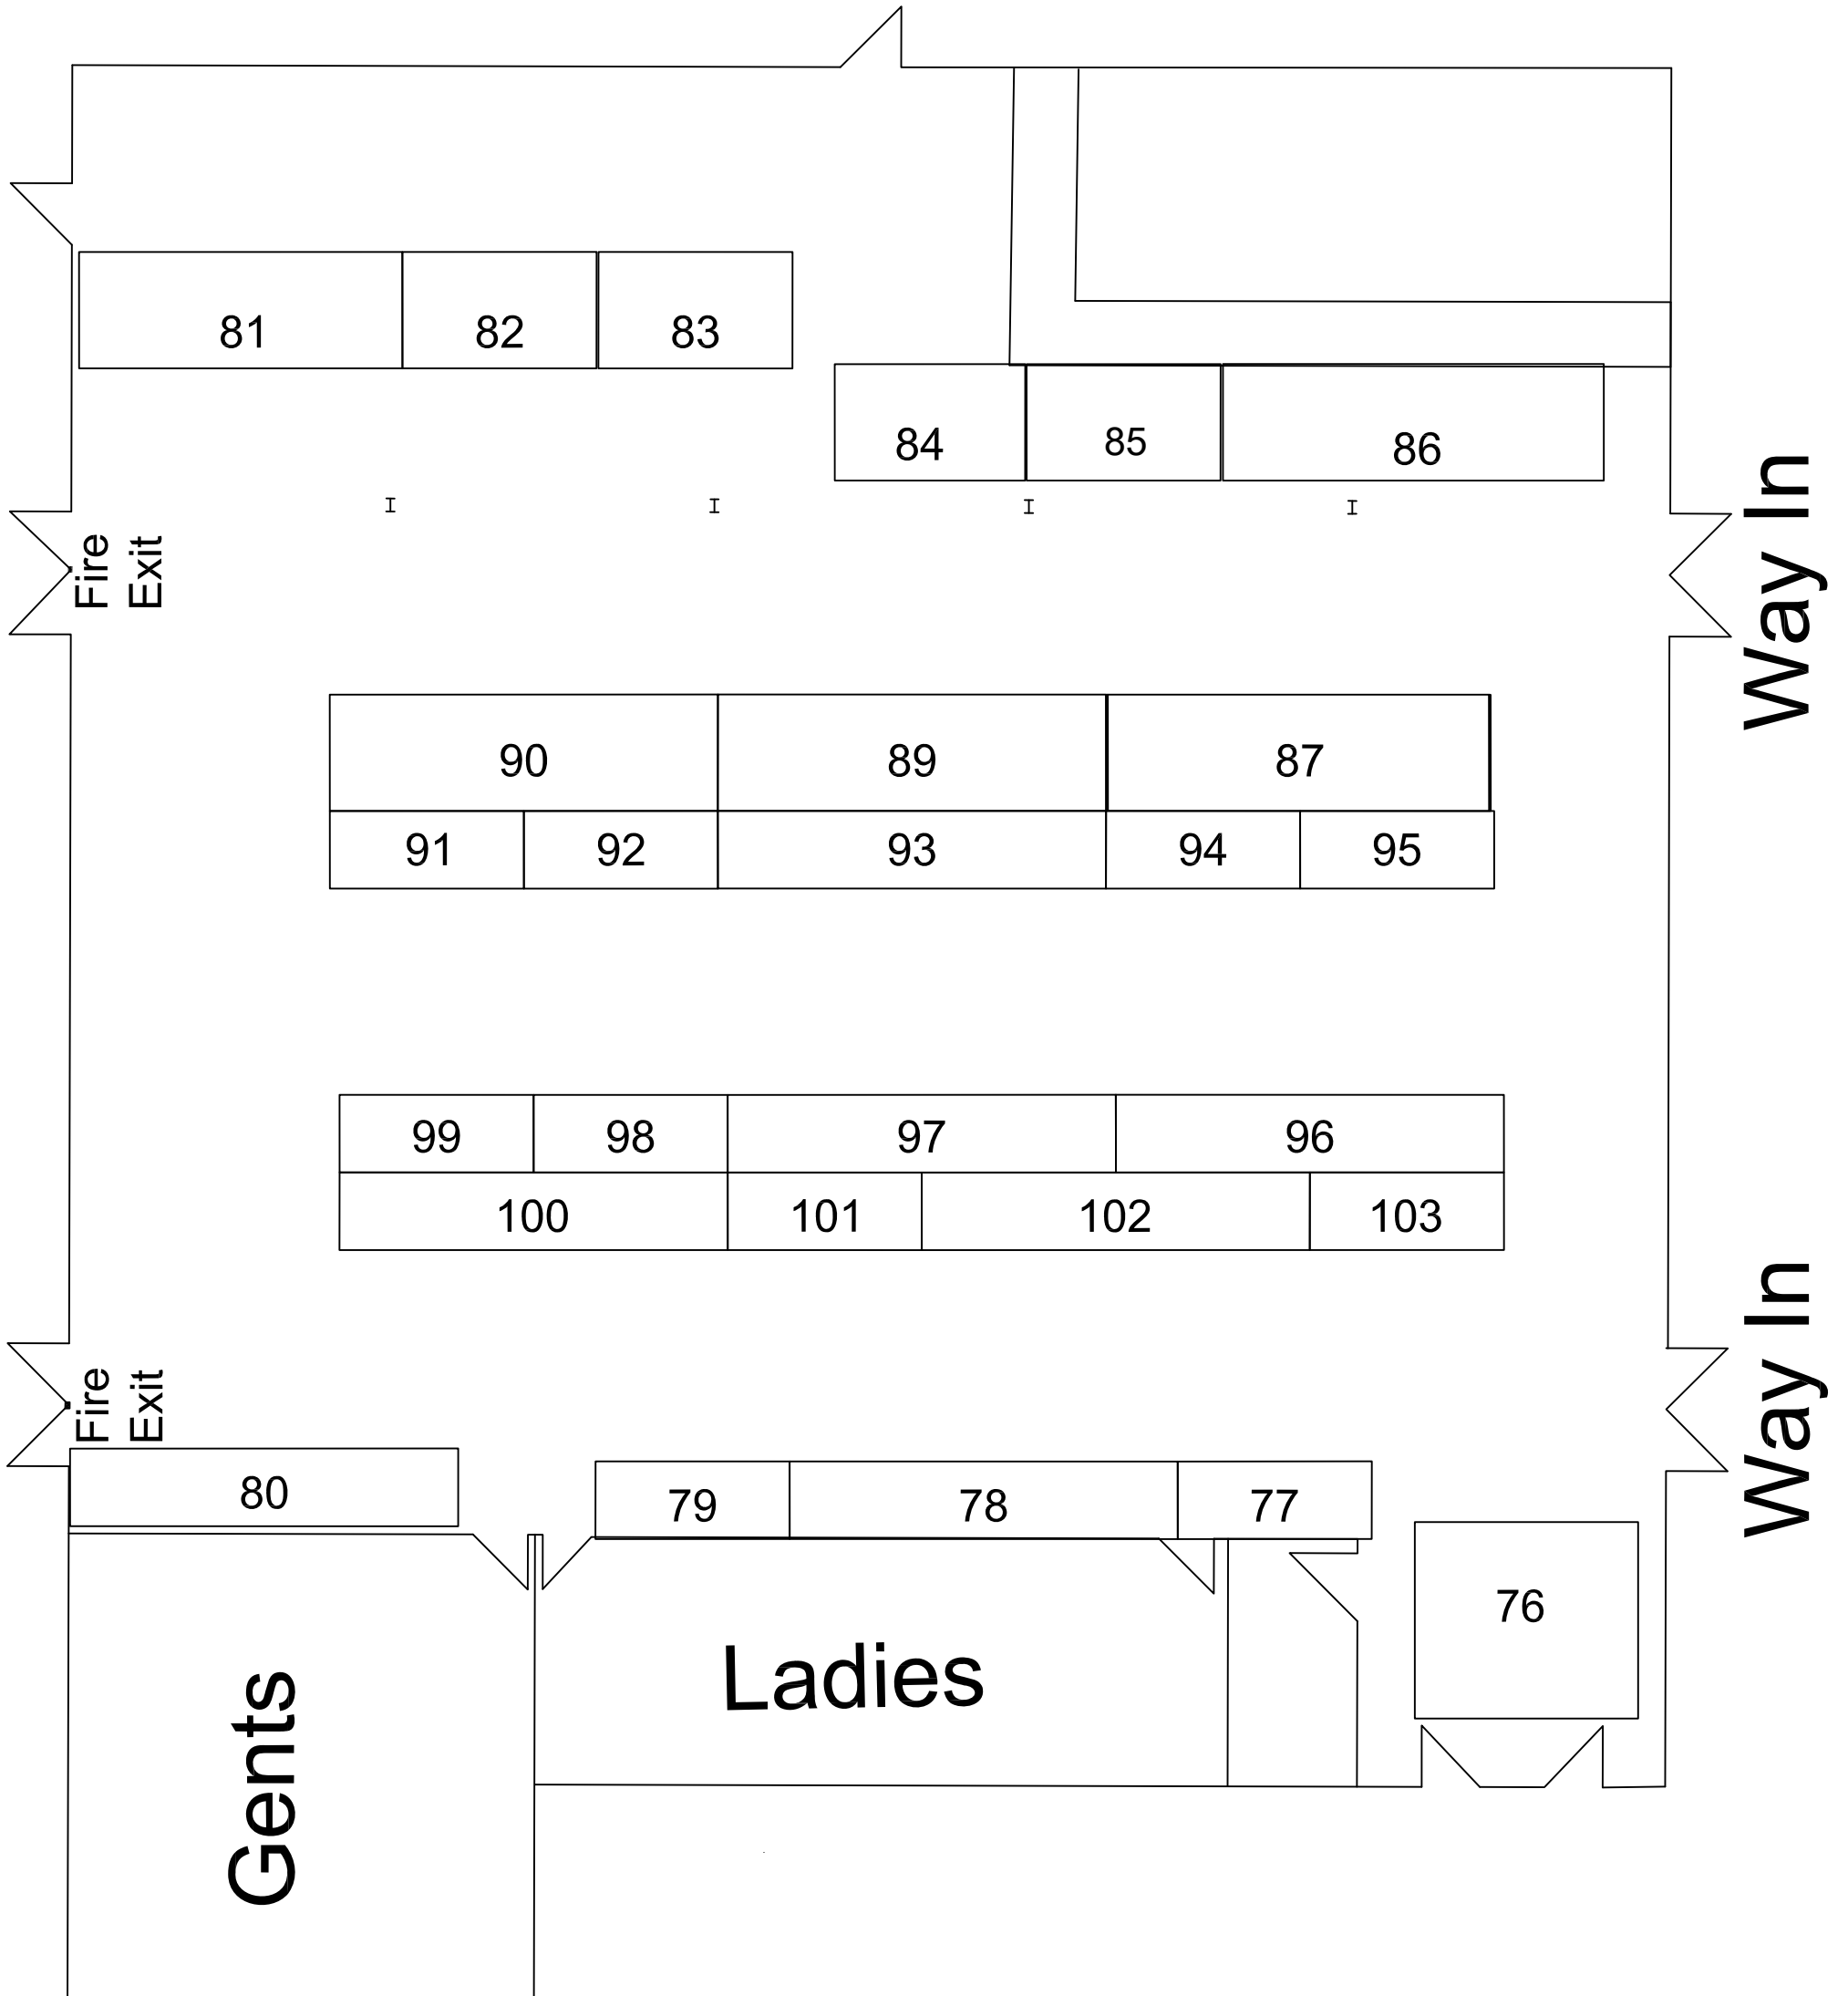 81 82 83
84 85 86
Way In
Fire
Exit
90 89 87
91 92 93 94 95
99 98 97 96
100 101 102 103
Way In
Fire
Exit
80 79 78 77
76
Ladies
Gents